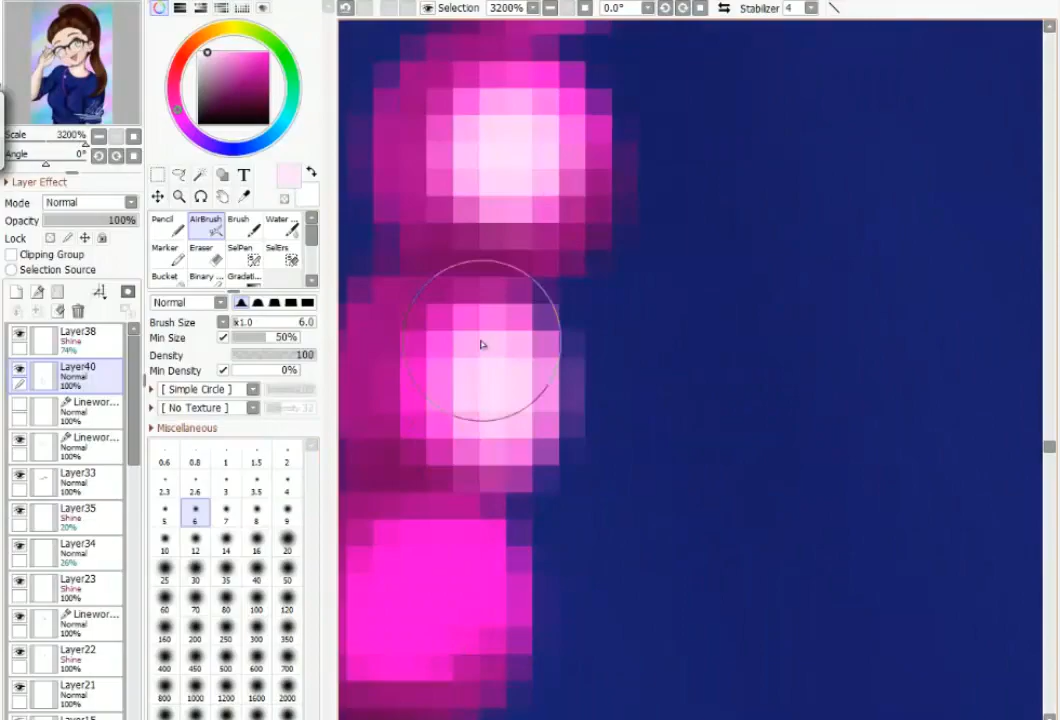 Selection
3200%
0.0°
Stabilizer 4
Scale 3200%
Angle 0°
Layer Effect
Mode Normal
Opacity 100%
Lock
Clipping Group
Selection Source
Layer38
Shine
74%
Layer40
Normal
100%
Linewor...
Normal
100%
Linewor...
Normal
100%
Layer33
Normal
100%
Layer35
Shine
20%
Layer34
Normal
26%
Layer23
Shine
100%
Linewor...
Normal
100%
Layer22
Shine
100%
Layer21
Normal
100%
T
Pencil AirBrush Brush Water ...
Marker Eraser SelPen SelErs
Bucket Binary ... Gradati...
Normal
Brush Size x1.0 6.0
Min Size 50%
Density 100
Min Density 0%
[ Simple Circle ]
[ No Texture ]
Miscellaneous
0.6 0.8 1 1.5 2
2.3 2.6 3 3.5 4
5 6 7 8 9
10 12 14 16 20
25 30 35 40 50
60 70 80 100 120
160 200 250 300 350
400 450 500 600 700
800 1000 1200 1600 2000